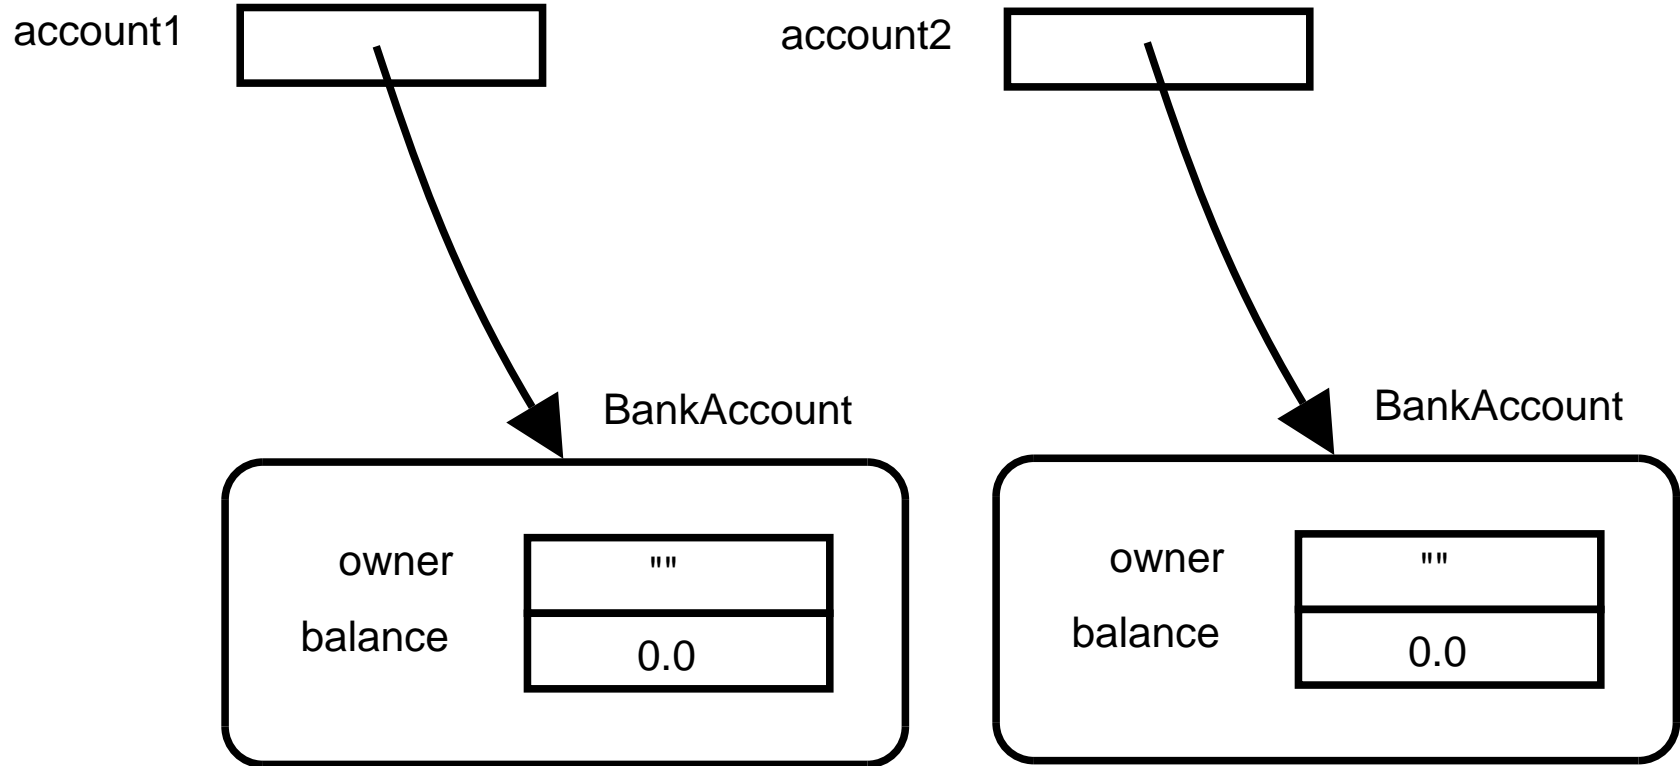 account1
account2
BankAccount
BankAccount
owner ""
balance 0.0
owner ""
balance 0.0